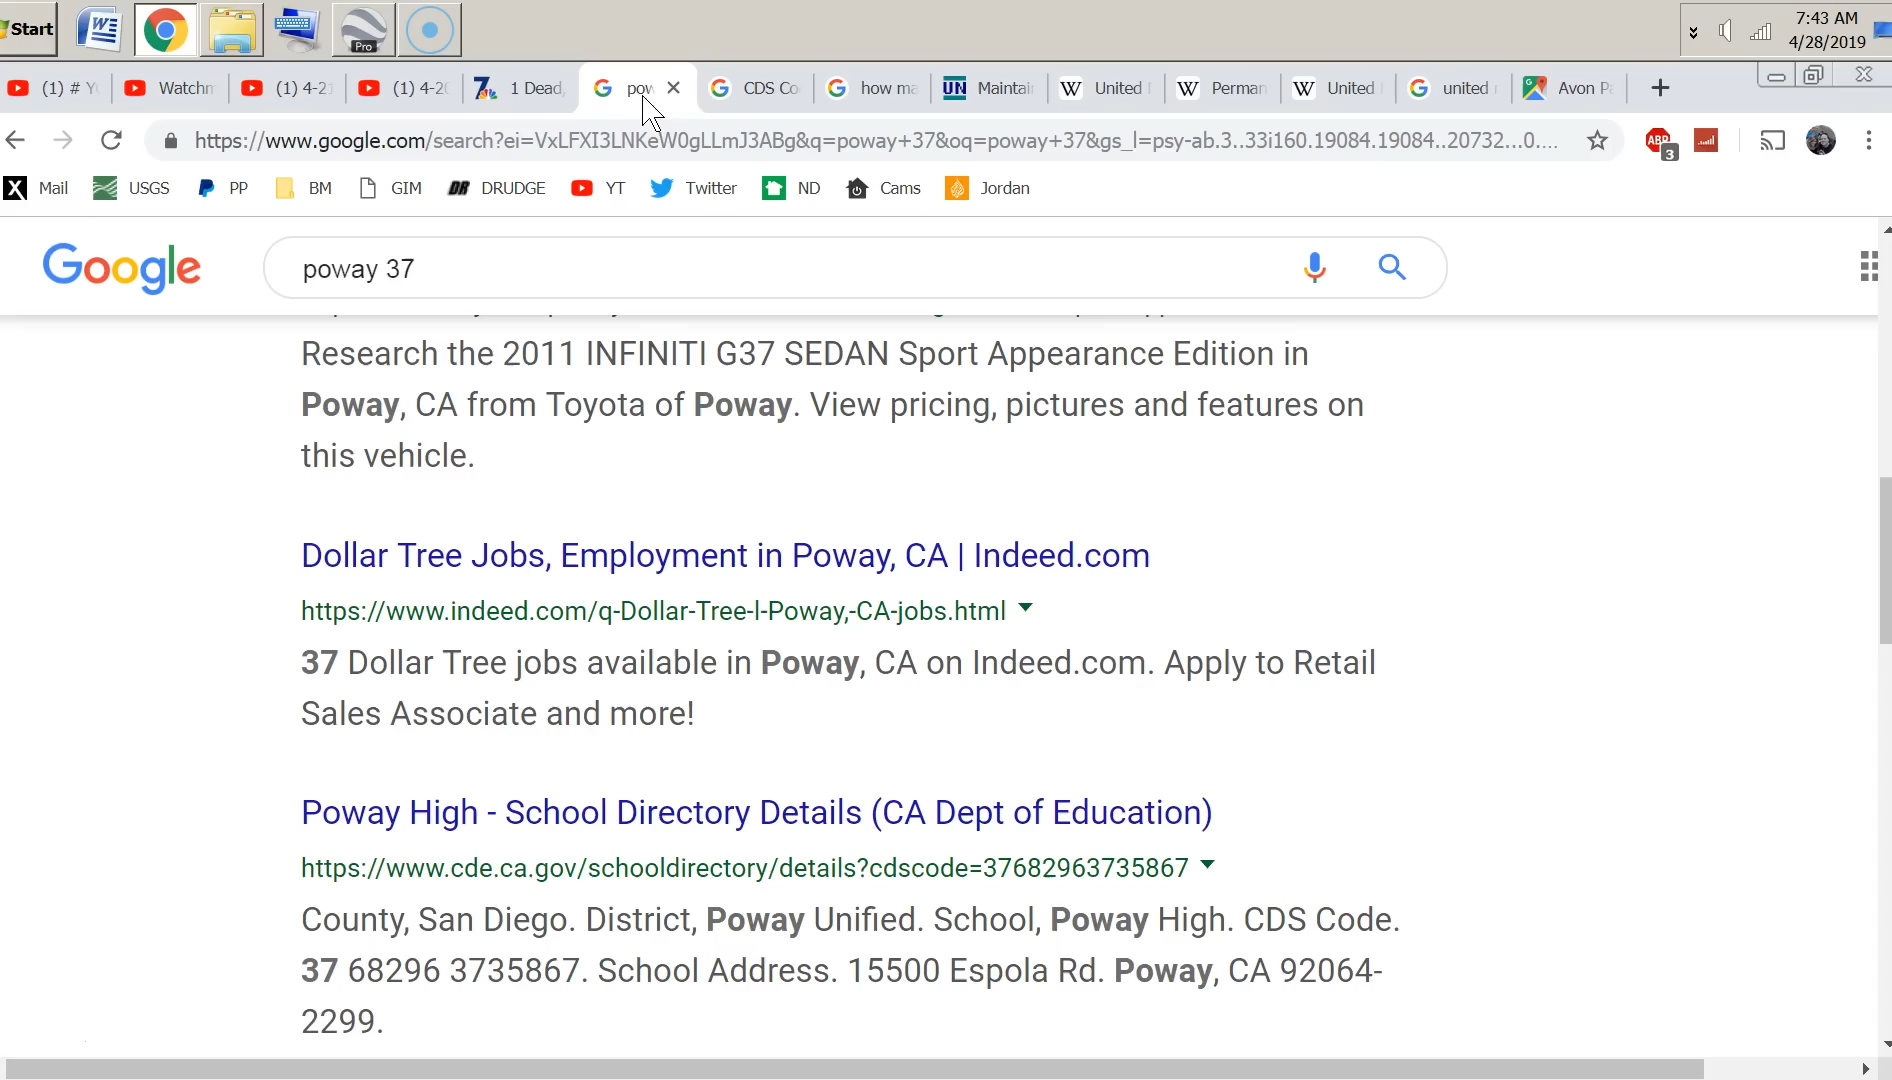 Start
Pro
7:43 AM
4/28/2019
(1) # Y
Watchm
(1) 4-2
(1) 4-20
1 Dead,
pow
CDS Co
how ma
UN
Maintai
W United
W Perman
W United
united
Avon Pa
https://www.google.com/search?ei=VxLFXI3LNKeW0gLLmJ3ABg&q=poway+37&oq=poway+37&gs_l=psy-ab.3..33i160.19084.19084..20732...0....
ABP
3
X Mail
USGS
PP
BM
GIM
DR DRUDGE
YT
Twitter
ND
Cams
Jordan
Google
poway 37
Research the 2011 INFINITI G37 SEDAN Sport Appearance Edition in
Poway, CA from Toyota of Poway. View pricing, pictures and features on
this vehicle.
Dollar Tree Jobs, Employment in Poway, CA | Indeed.com
https://www.indeed.com/q-Dollar-Tree-l-Poway,-CA-jobs.html
37 Dollar Tree jobs available in Poway, CA on Indeed.com. Apply to Retail
Sales Associate and more!
Poway High - School Directory Details (CA Dept of Education)
https://www.cde.ca.gov/schooldirectory/details?cdscode=37682963735867
County, San Diego. District, Poway Unified. School, Poway High. CDS Code.
37 68296 3735867. School Address. 15500 Espola Rd. Poway, CA 92064-
2299.